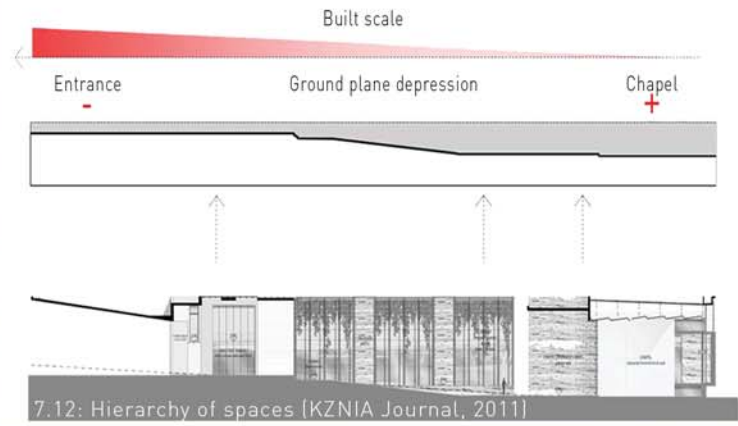 Built scale
Entrance
Ground plane depression
Chapel
-
+
7.12: Hierarchy of spaces (KZNIA Journal, 2011)